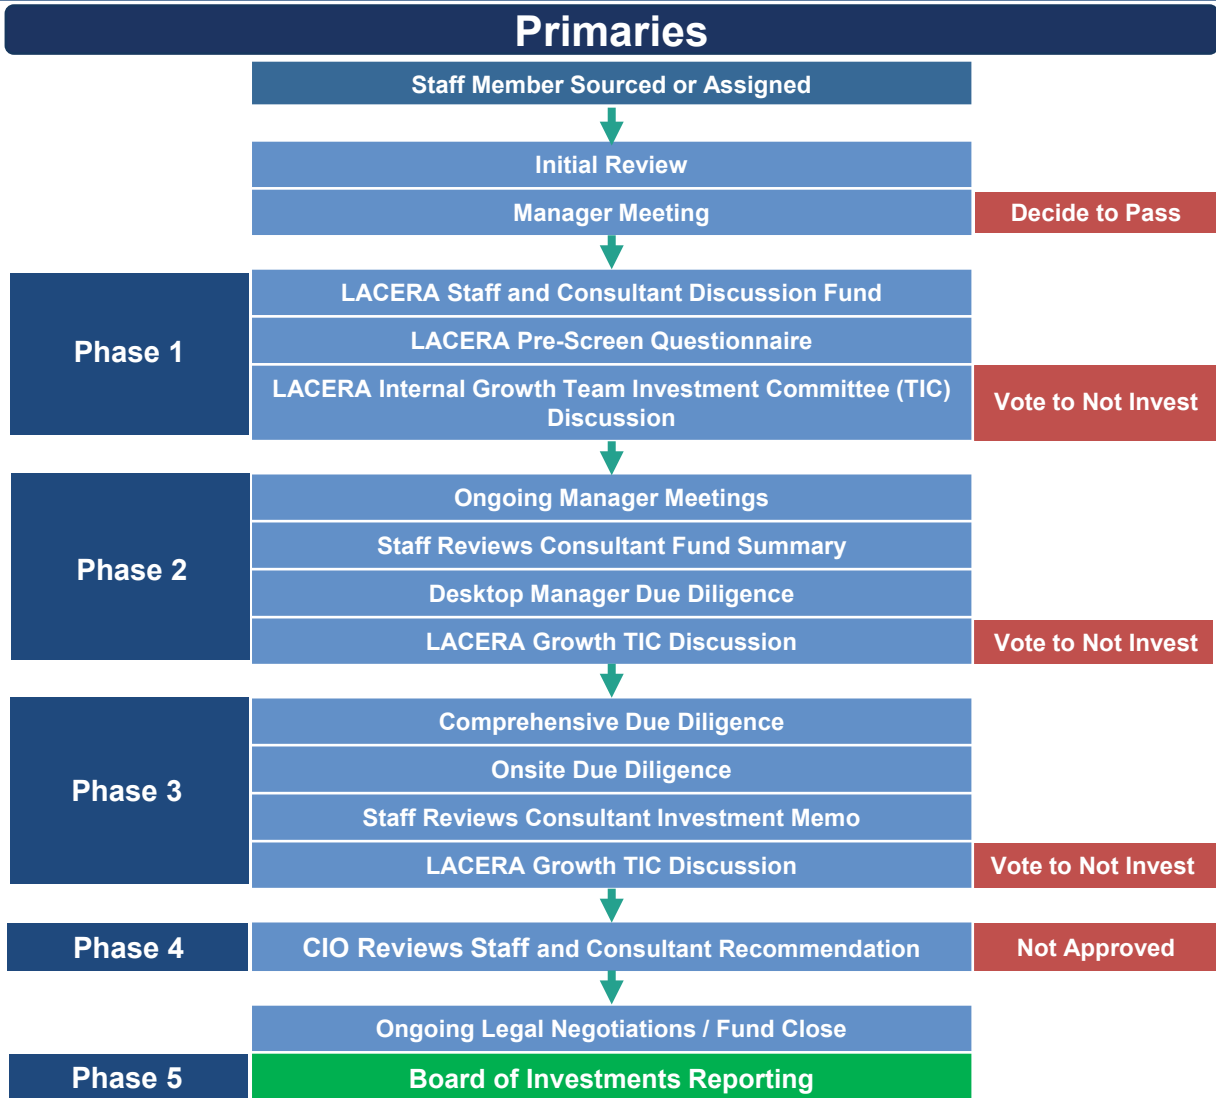 Primaries
Staff Member Sourced or Assigned
Initial Review
Manager Meeting
Decide to Pass
Phase 1
LACERA Staff and Consultant Discussion Fund
LACERA Pre-Screen Questionnaire
LACERA Internal Growth Team Investment Committee (TIC)
Discussion
Vote to Not Invest
Phase 2
Ongoing Manager Meetings
Staff Reviews Consultant Fund Summary
Desktop Manager Due Diligence
LACERA Growth TIC Discussion
Vote to Not Invest
Phase 3
Comprehensive Due Diligence
Onsite Due Diligence
Staff Reviews Consultant Investment Memo
LACERA Growth TIC Discussion
Vote to Not Invest
Phase 4
CIO Reviews Staff and Consultant Recommendation
Not Approved
Ongoing Legal Negotiations / Fund Close
Phase 5
Board of Investments Reporting